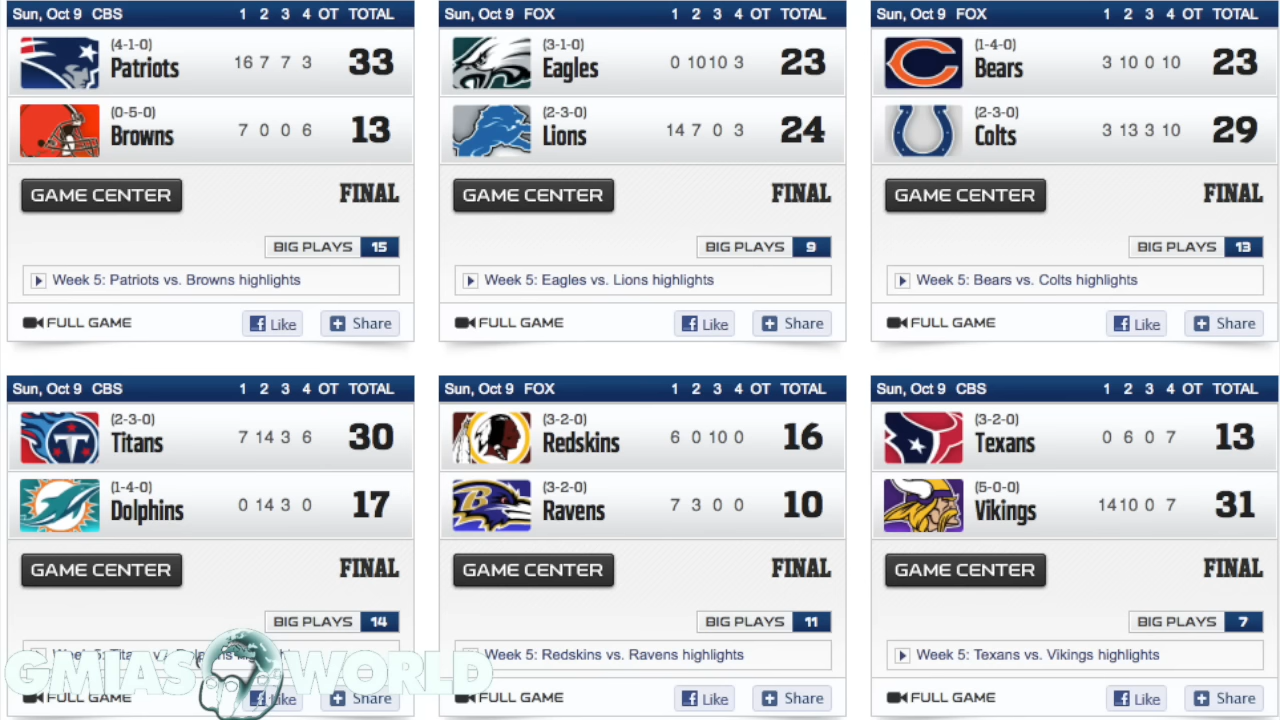 Sun, Oct 9 CBS 1 2 3 4 OT TOTAL
(4-1-0)
Patriots 16 7 7 3 33
(0-5-0)
Browns 7 0 0 6 13
GAME CENTER FINAL
BIG PLAYS 15
Week 5: Patriots vs. Browns highlights
FULL GAME Like Share
Sun, Oct 9 FOX 1 2 3 4 OT TOTAL
(3-1-0)
Eagles 0 10 10 3 23
(2-3-0)
Lions 14 7 0 3 24
GAME CENTER FINAL
BIG PLAYS 9
Week 5: Eagles vs. Lions highlights
FULL GAME Like Share
Sun, Oct 9 FOX 1 2 3 4 OT TOTAL
(1-4-0)
Bears 3 10 0 10 23
(2-3-0)
Colts 3 13 3 10 29
GAME CENTER FINAL
BIG PLAYS 13
Week 5: Bears vs. Colts highlights
FULL GAME Like Share
Sun, Oct 9 CBS 1 2 3 4 OT TOTAL
(2-3-0)
Titans 7 14 3 6 30
(1-4-0)
Dolphins 0 14 3 0 17
GAME CENTER FINAL
BIG PLAYS 14
GMIAS WORLD
FULL GAME Like Share
Sun, Oct 9 FOX 1 2 3 4 OT TOTAL
(3-2-0)
Redskins 6 0 10 0 16
(3-2-0)
Ravens 7 3 0 0 10
GAME CENTER FINAL
BIG PLAYS 11
Week 5: Redskins vs. Ravens highlights
FULL GAME Like Share
Sun, Oct 9 CBS 1 2 3 4 OT TOTAL
(3-2-0)
Texans 0 6 0 7 13
(5-0-0)
Vikings 14 10 0 7 31
GAME CENTER FINAL
BIG PLAYS 7
Week 5: Texans vs. Vikings highlights
FULL GAME Like Share